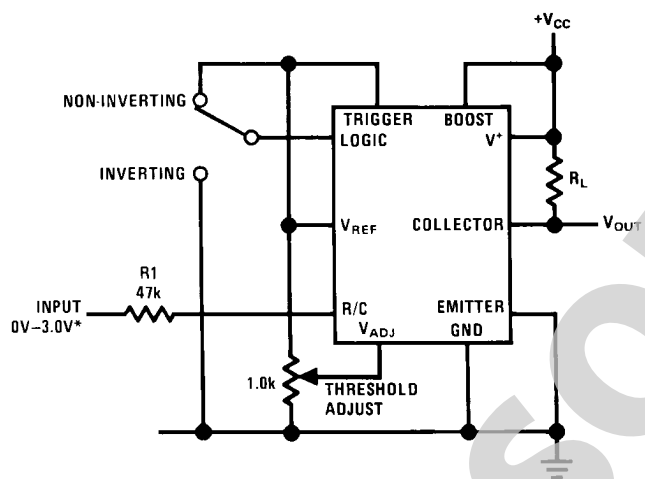 +VCC
NON-INVERTING
TRIGGER
BOOST
LOGIC
V+
INVERTING
RL
VREF
COLLECTOR
VOUT
R1
47k
INPUT
0V–3.0V*
R/C
EMITTER
VADJ
GND
1.0k
THRESHOLD
ADJUST